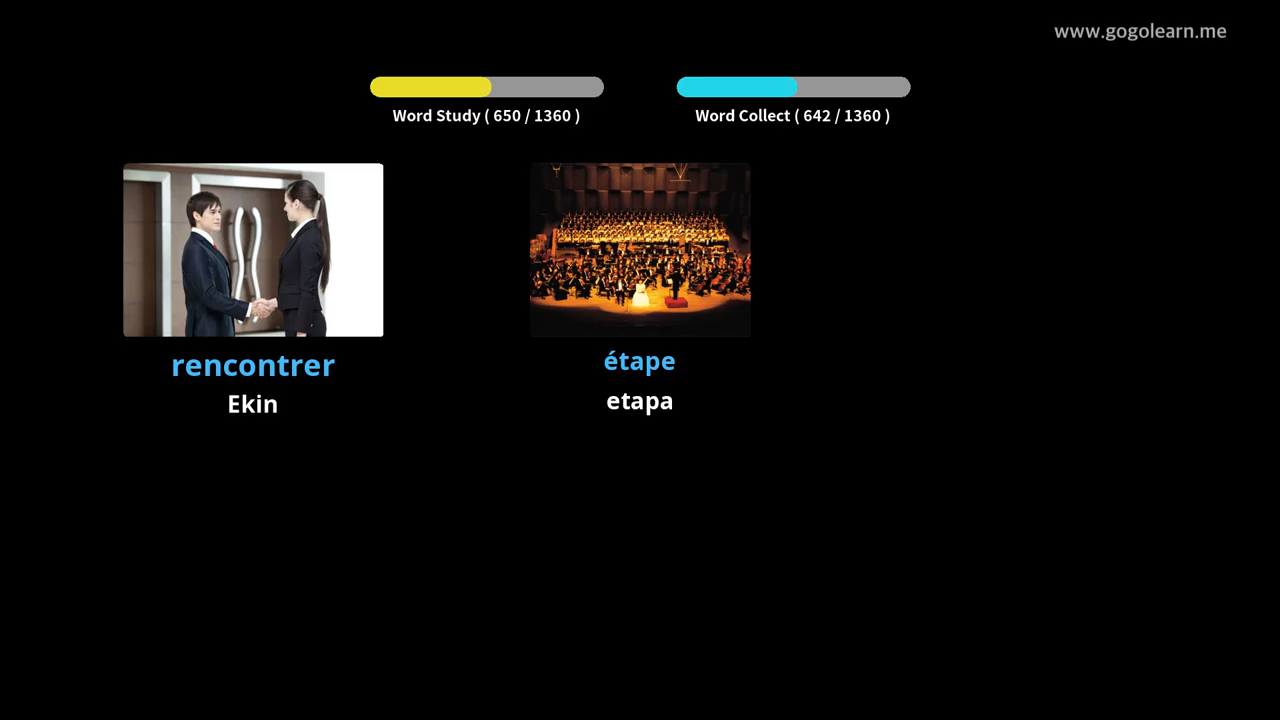 www.gogolearn.me
Word Study ( 650 / 1360 )
Word Collect ( 642 / 1360 )
rencontrer
Ekin
étape
etapa